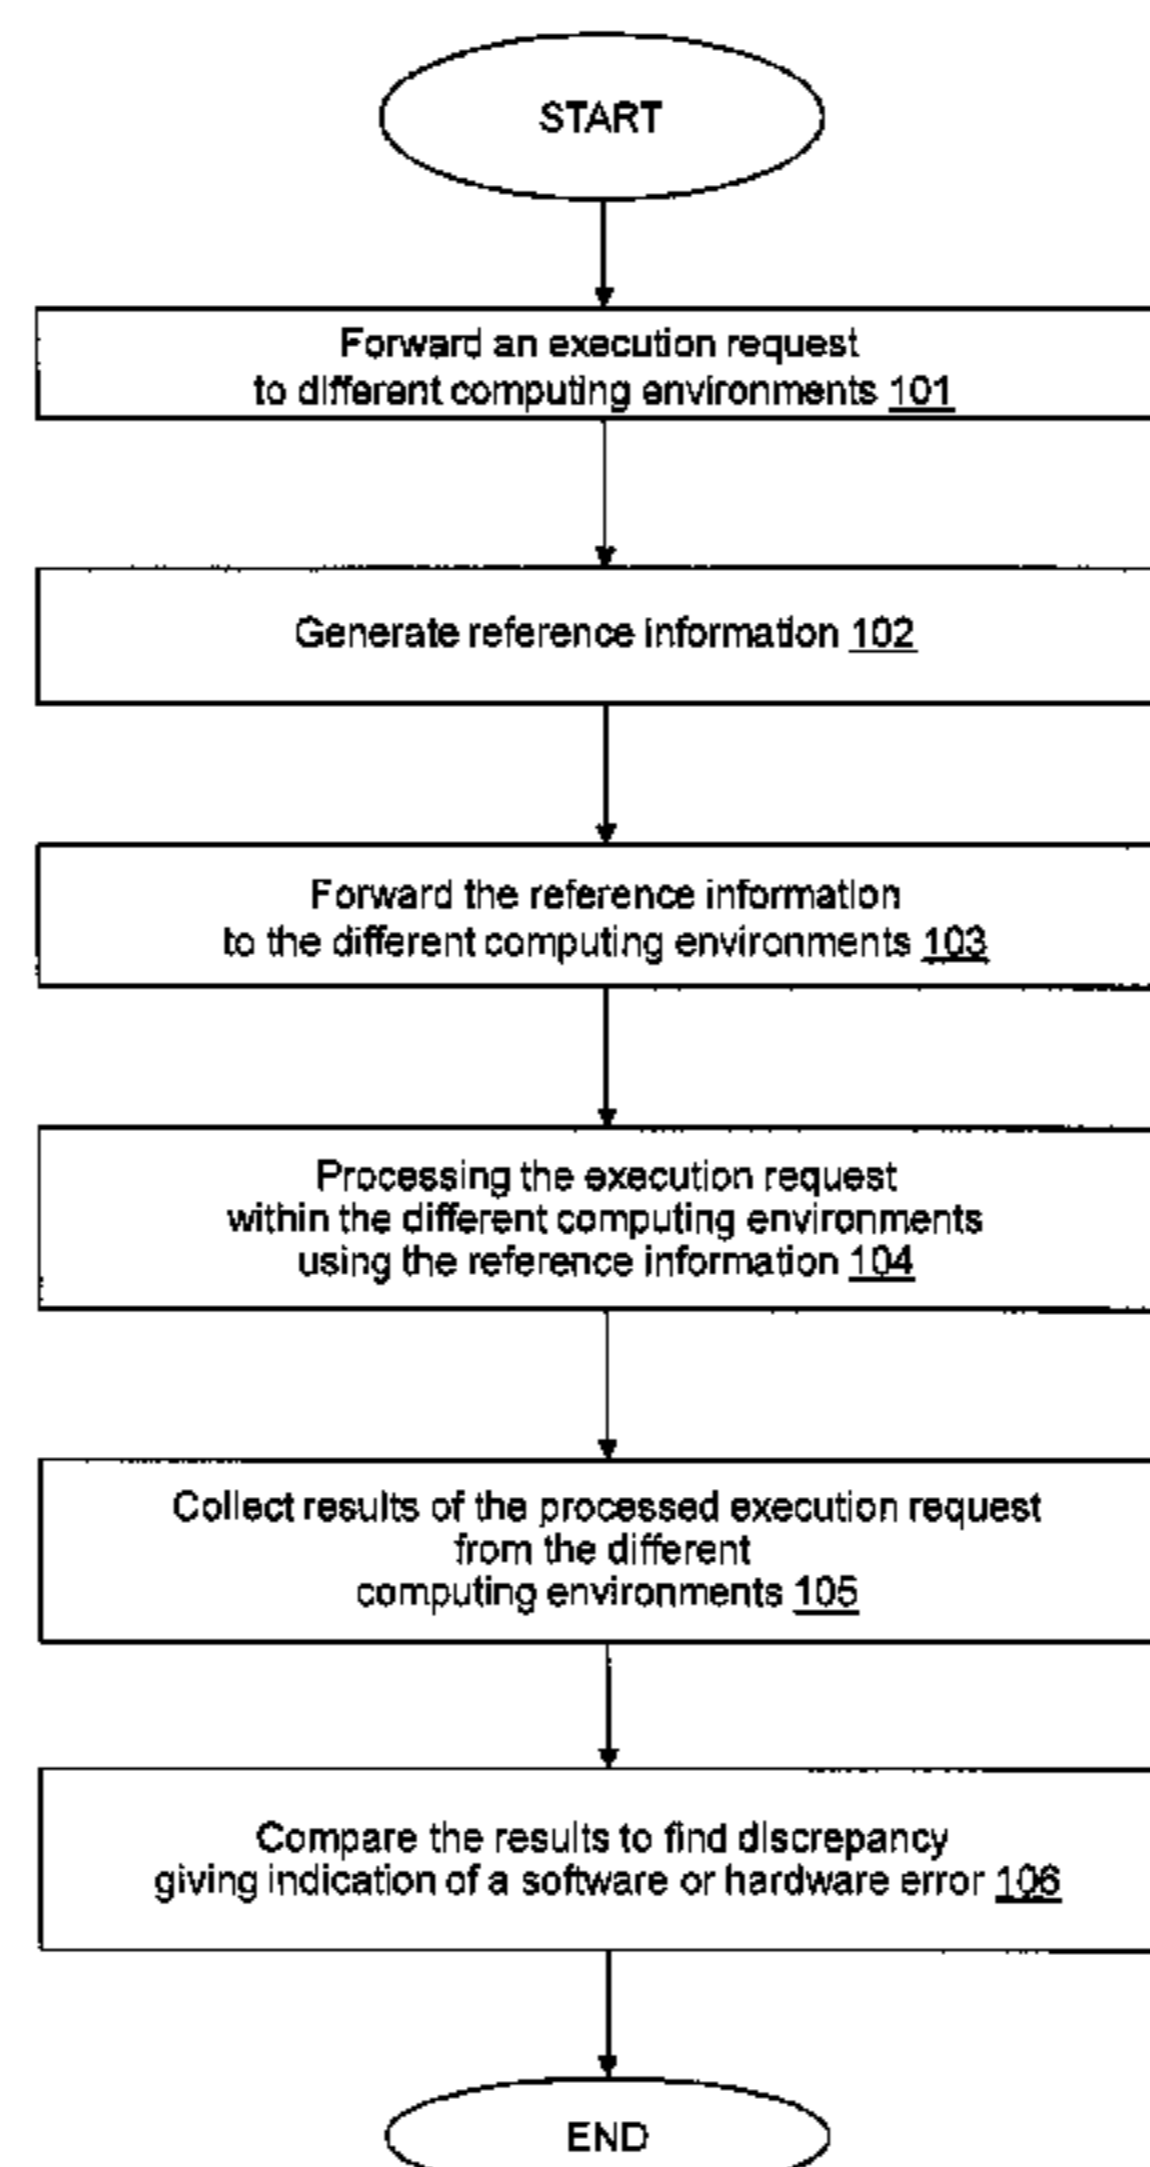 START
Forward an execution request
to different computing environments 101
Generate reference information 102
Forward the reference information
to the different computing environments 103
Processing the execution request
within the different computing environments
using the reference information 104
Collect results of the processed execution request
from the different
computing environments 105
Compare the results to find discrepancy
giving indication of a software or hardware error 106
END